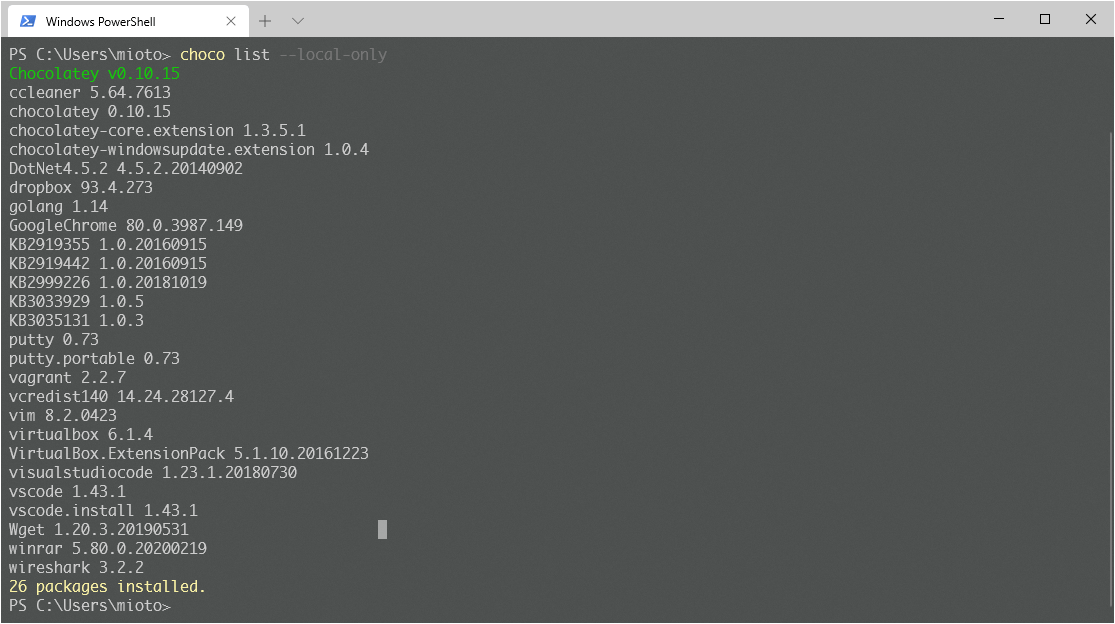 Windows PowerShell
PS C:\Users\mioto> choco list --local-only
Chocolatey v0.10.15
ccleaner 5.64.7613
chocolatey 0.10.15
chocolatey-core.extension 1.3.5.1
chocolatey-windowsupdate.extension 1.0.4
DotNet4.5.2 4.5.2.20140902
dropbox 93.4.273
golang 1.14
GoogleChrome 80.0.3987.149
KB2919355 1.0.20160915
KB2919442 1.0.20160915
KB2999226 1.0.20181019
KB3033929 1.0.5
KB3035131 1.0.3
putty 0.73
putty.portable 0.73
vagrant 2.2.7
vcredist140 14.24.28127.4
vim 8.2.0423
virtualbox 6.1.4
VirtualBox.ExtensionPack 5.1.10.20161223
visualstudiocode 1.23.1.20180730
vscode 1.43.1
vscode.install 1.43.1
Wget 1.20.3.20190531
winrar 5.80.0.20200219
wireshark 3.2.2
26 packages installed.
PS C:\Users\mioto>